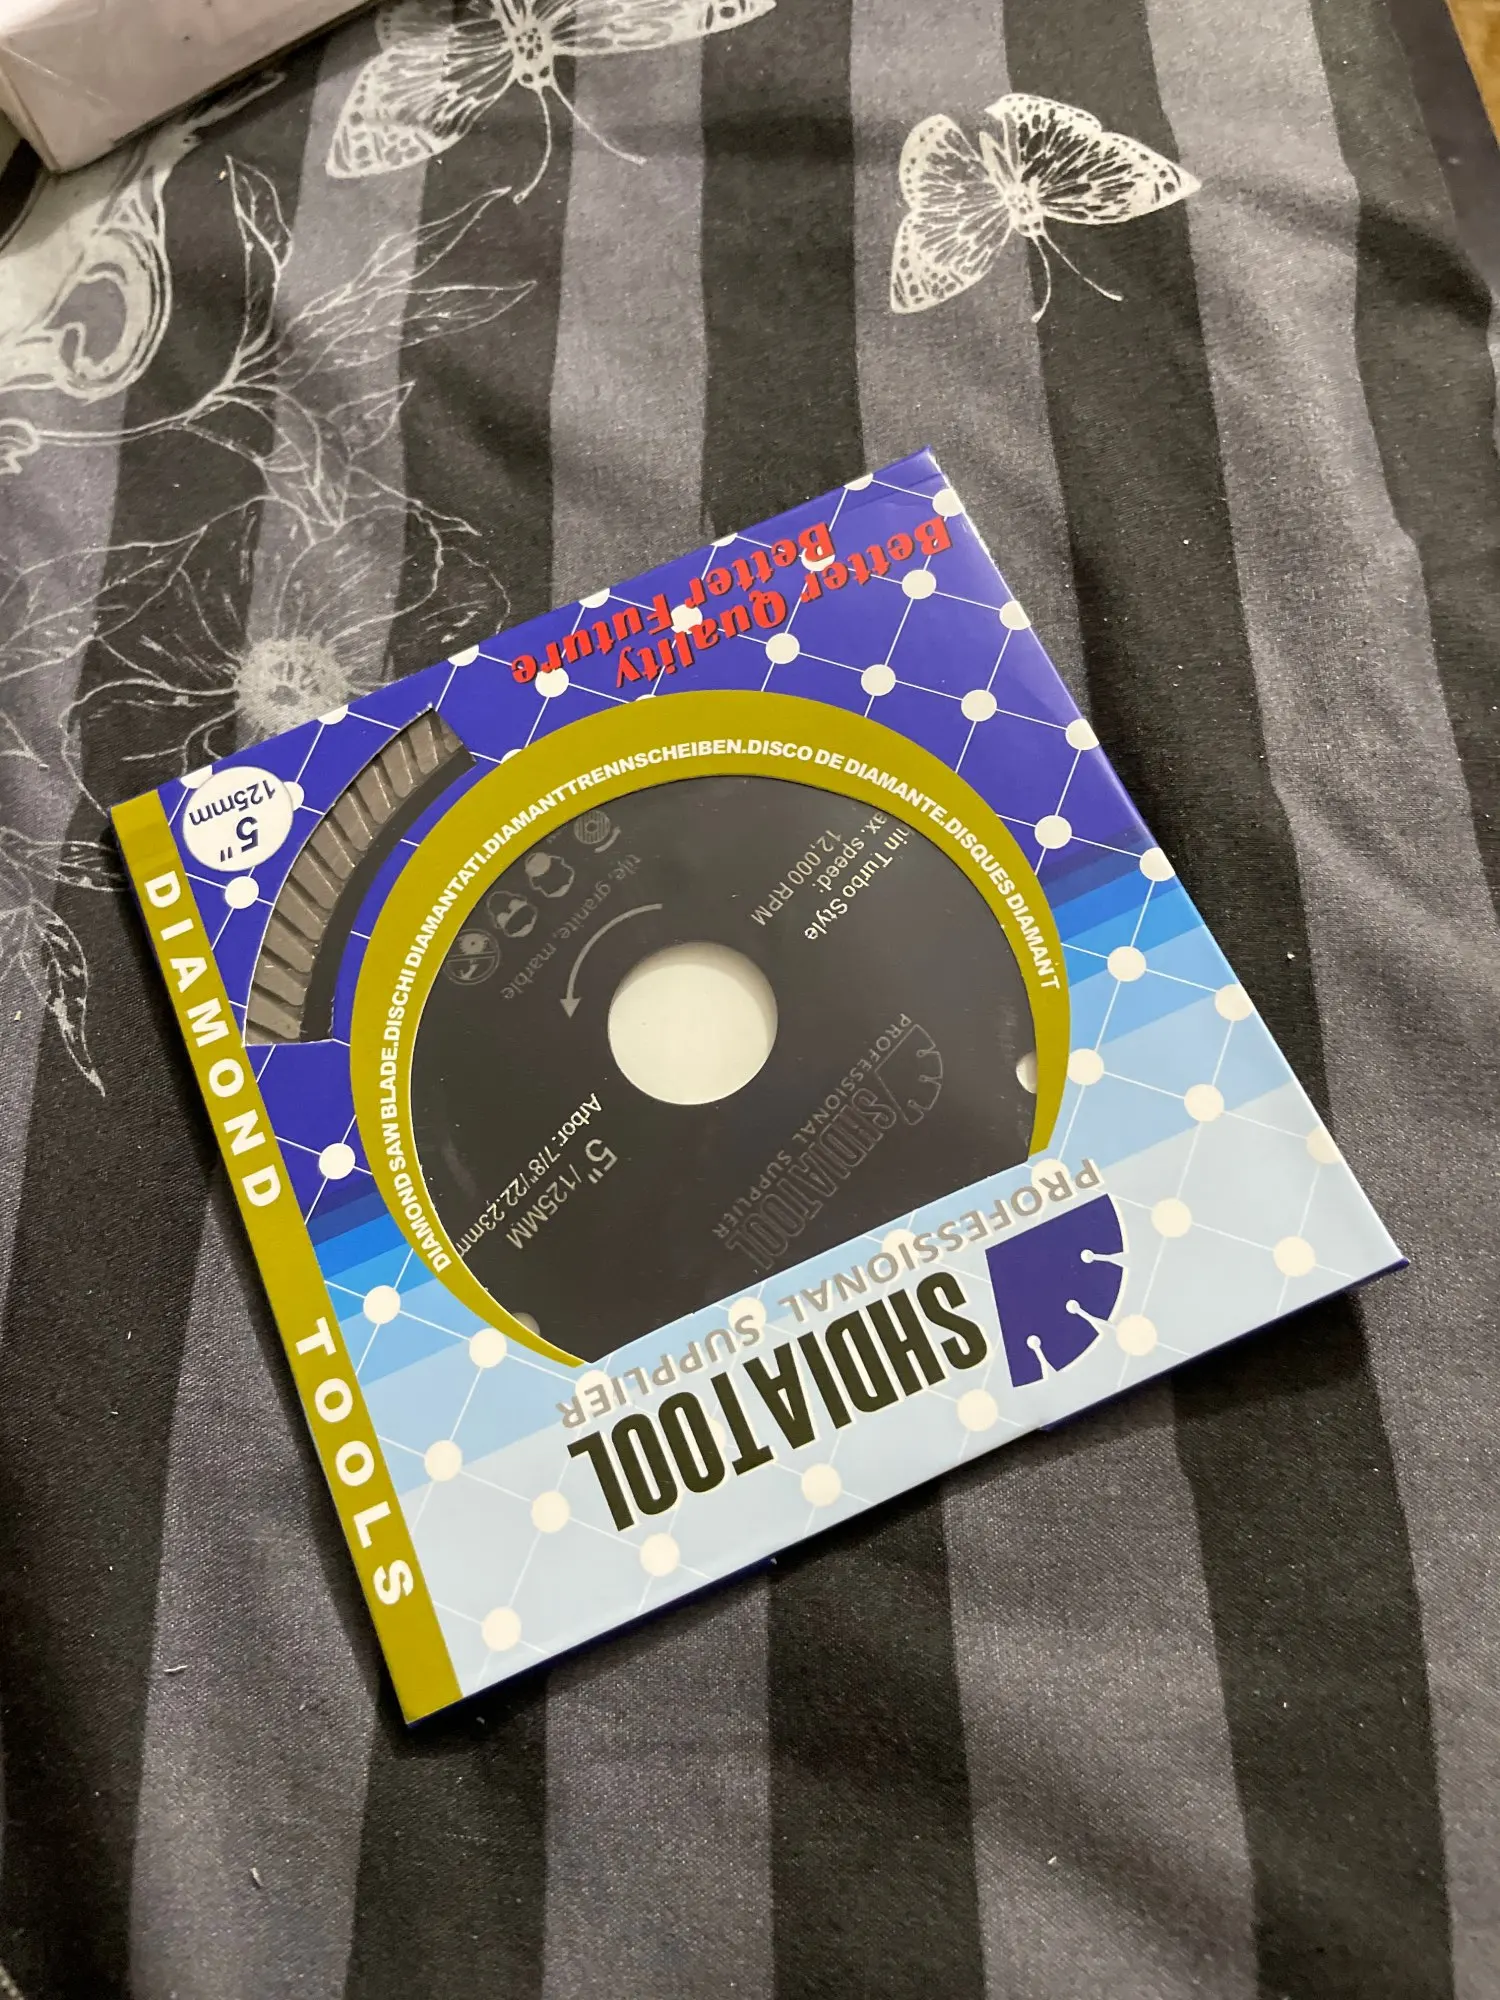 SHDIATOOL
PROFESSIONAL SUPPLIER
SHDIATOOL
PROFESSIONAL SUPPLIER
5"/125MM
Arbor: 7/8"/22.23mm
Turbo Style
speed:
12,000 RPM
tile, granite, marble
DIAMOND SAW BLADE.DISCHI DIAMANTATI.DIAMANTTRENNSCHEIBEN.DISCO DE DIAMANTE.DISQUES DIAMANT
Better Quality
Better Future
5"
125mm
DIAMOND TOOLS